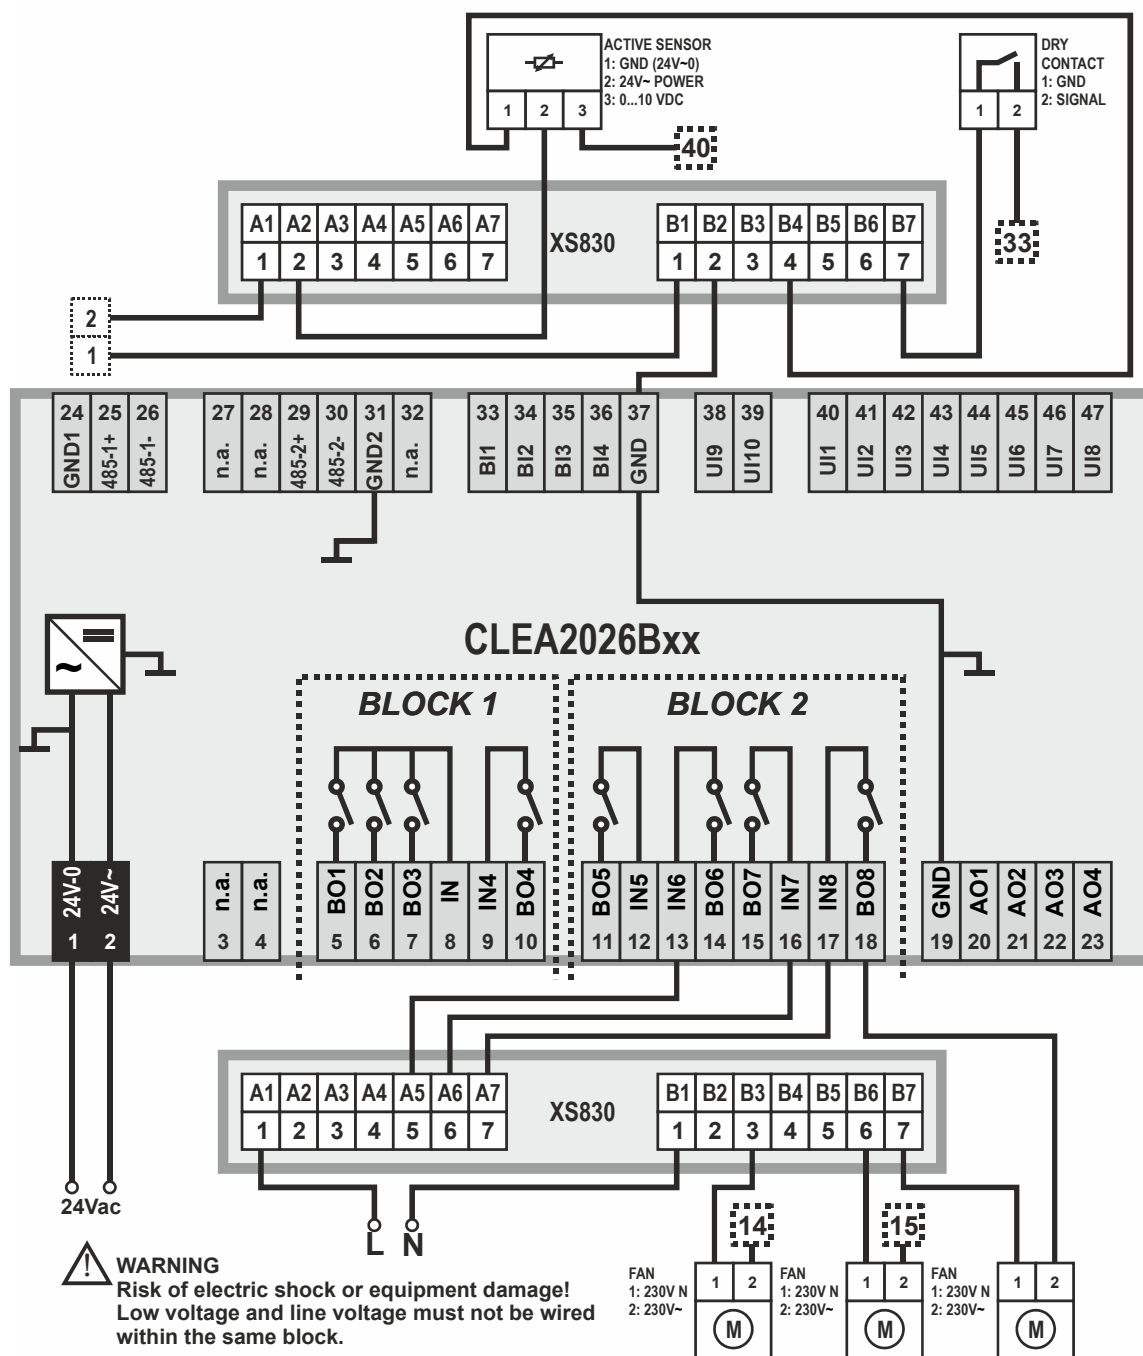 ACTIVE SENSOR
1: GND (24V~0)
2: 24V~ POWER
3: 0...10 VDC
1 2 3
40
DRY
CONTACT
1: GND
2: SIGNAL
1 2
33
A1 A2 A3 A4 A5 A6 A7
1 2 3 4 5 6 7
XS830
B1 B2 B3 B4 B5 B6 B7
1 2 3 4 5 6 7
2
1
24 25 26 27 28 29 30 31 32 33 34 35 36 37 38 39 40 41 42 43 44 45 46 47
GND1 485-1+ 485-1- n.a. n.a. 485-2+ 485-2- GND2 n.a. BI1 BI2 BI3 BI4 GND UI9 UI10 UI1 UI2 UI3 UI4 UI5 UI6 UI7 UI8
~
CLEA2026Bxx
BLOCK 1 BLOCK 2
24V-0 24V~ n.a. n.a. BO1 BO2 BO3 IN IN4 BO4 BO5 IN5 IN6 BO6 BO7 IN7 IN8 BO8 GND AO1 AO2 AO3 AO4
1 2 3 4 5 6 7 8 9 10 11 12 13 14 15 16 17 18 19 20 21 22 23
A1 A2 A3 A4 A5 A6 A7
1 2 3 4 5 6 7
XS830
B1 B2 B3 B4 B5 B6 B7
1 2 3 4 5 6 7
24Vac
L N
14
15
! WARNING
Risk of electric shock or equipment damage!
Low voltage and line voltage must not be wired
within the same block.
FAN
1: 230V N
2: 230V~
1 2
M
FAN
1: 230V N
2: 230V~
1 2
M
FAN
1: 230V N
2: 230V~
1 2
M